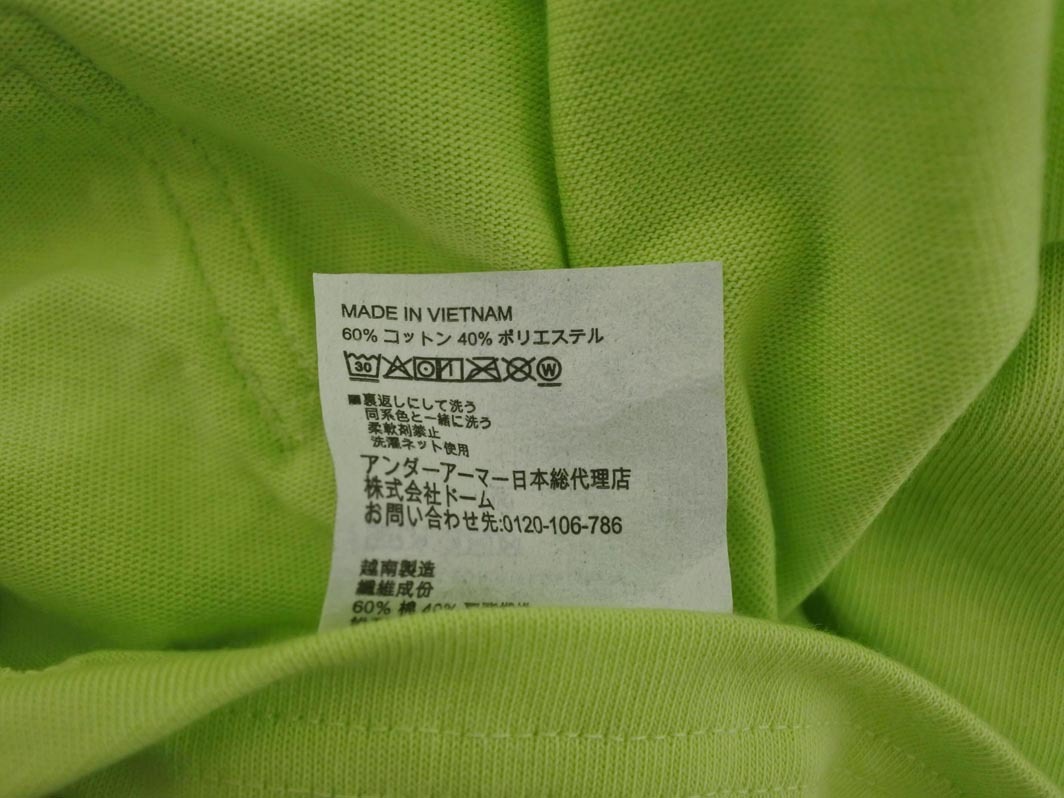 MADE IN VIETNAM
60% コットン 40% ポリエステル
30 W
■裏返しにして洗う
同系色と一緒に洗う
柔軟剤禁止
洗濯ネット使用
アンダーアーマー日本総代理店
株式会社ドーム
お問い合わせ先:0120-106-786
越南製造
纖維成份
60% 棉 40%